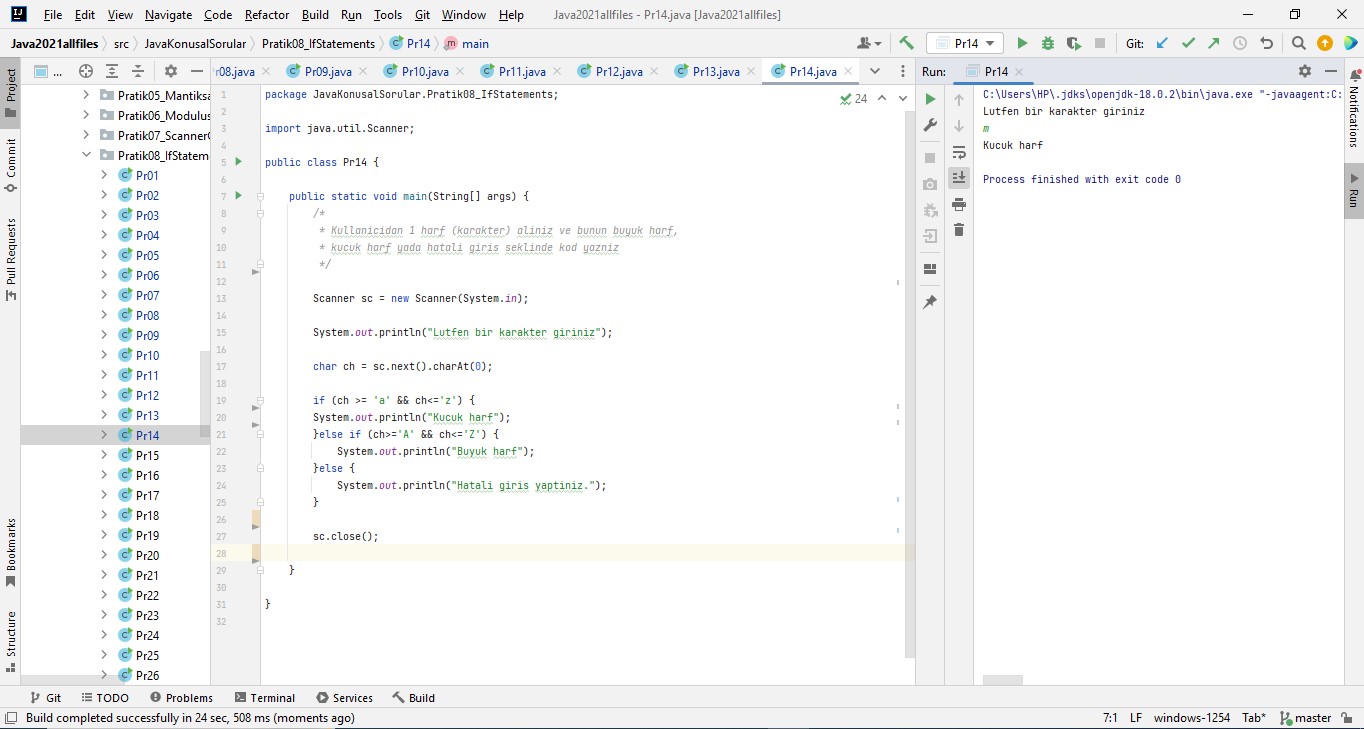 File Edit View Navigate Code Refactor Build Run Tools Git Window Help Java2021allfiles - Pr14.java [Java2021allfiles]
Java2021allfiles src JavaKonusalSorular Pratik08_IfStatements Pr14 main Pr14 Git:
... r08.java Pr09.java Pr10.java Pr11.java Pr12.java Pr13.java Pr14.java Run: Pr14
Project
Commit
Pull Requests
Bookmarks
Structure
Pratik05_Mantiksa
Pratik06_Modulus
Pratik07_Scanner
Pratik08_IfStatem
Pr01
Pr02
Pr03
Pr04
Pr05
Pr06
Pr07
Pr08
Pr09
Pr10
Pr11
Pr12
Pr13
Pr14
Pr15
Pr16
Pr17
Pr18
Pr19
Pr20
Pr21
Pr22
Pr23
Pr24
Pr25
Pr26
24
1 package JavaKonusalSorular.Pratik08_IfStatements;
2
3 import java.util.Scanner;
4
5 public class Pr14 {
6
7 public static void main(String[] args) {
8 /*
9 * Kullanicidan 1 harf (karakter) aliniz ve bunun buyuk harf,
10 * kucuk harf yada hatali giris seklinde kod yazniz
11 */
12
13 Scanner sc = new Scanner(System.in);
14
15 System.out.println("Lutfen bir karakter giriniz");
16
17 char ch = sc.next().charAt(0);
18
19 if (ch >= 'a' && ch<='z') {
20 System.out.println("Kucuk harf");
21 }else if (ch>='A' && ch<='Z') {
22 System.out.println("Buyuk harf");
23 }else {
24 System.out.println("Hatali giris yaptiniz.");
25 }
26
27 sc.close();
28
29 }
30
31 }
32
C:\Users\HP\.jdks\openjdk-18.0.2\bin\java.exe "-javaagent:C:
Lutfen bir karakter giriniz
m
Kucuk harf
Process finished with exit code 0
Notifications
Run
Git TODO Problems Terminal Services Build
Build completed successfully in 24 sec, 508 ms (moments ago) 7:1 LF windows-1254 Tab* master